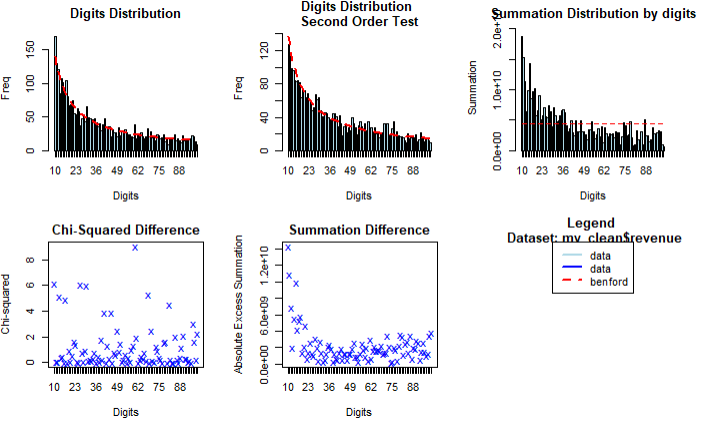 Digits Distribution
Freq
0 50 100 150
10 23 36 49 62 75 88
Digits
Digits Distribution
Second Order Test
Freq
0 40 80 120
10 23 36 49 62 75 88
Digits
Summation Distribution by digits
Summation
0.0e+00 1.0e+10 2.0e+10
10 23 36 49 62 75 88
Digits
Chi-Squared Difference
Chi-squared
0 2 4 6 8
10 23 36 49 62 75 88
Digits
Summation Difference
Absolute Excess Summation
0.0e+00 6.0e+09 1.2e+10
10 23 36 49 62 75 88
Digits
Legend
Dataset: mv_clean$revenue
data
data
benford